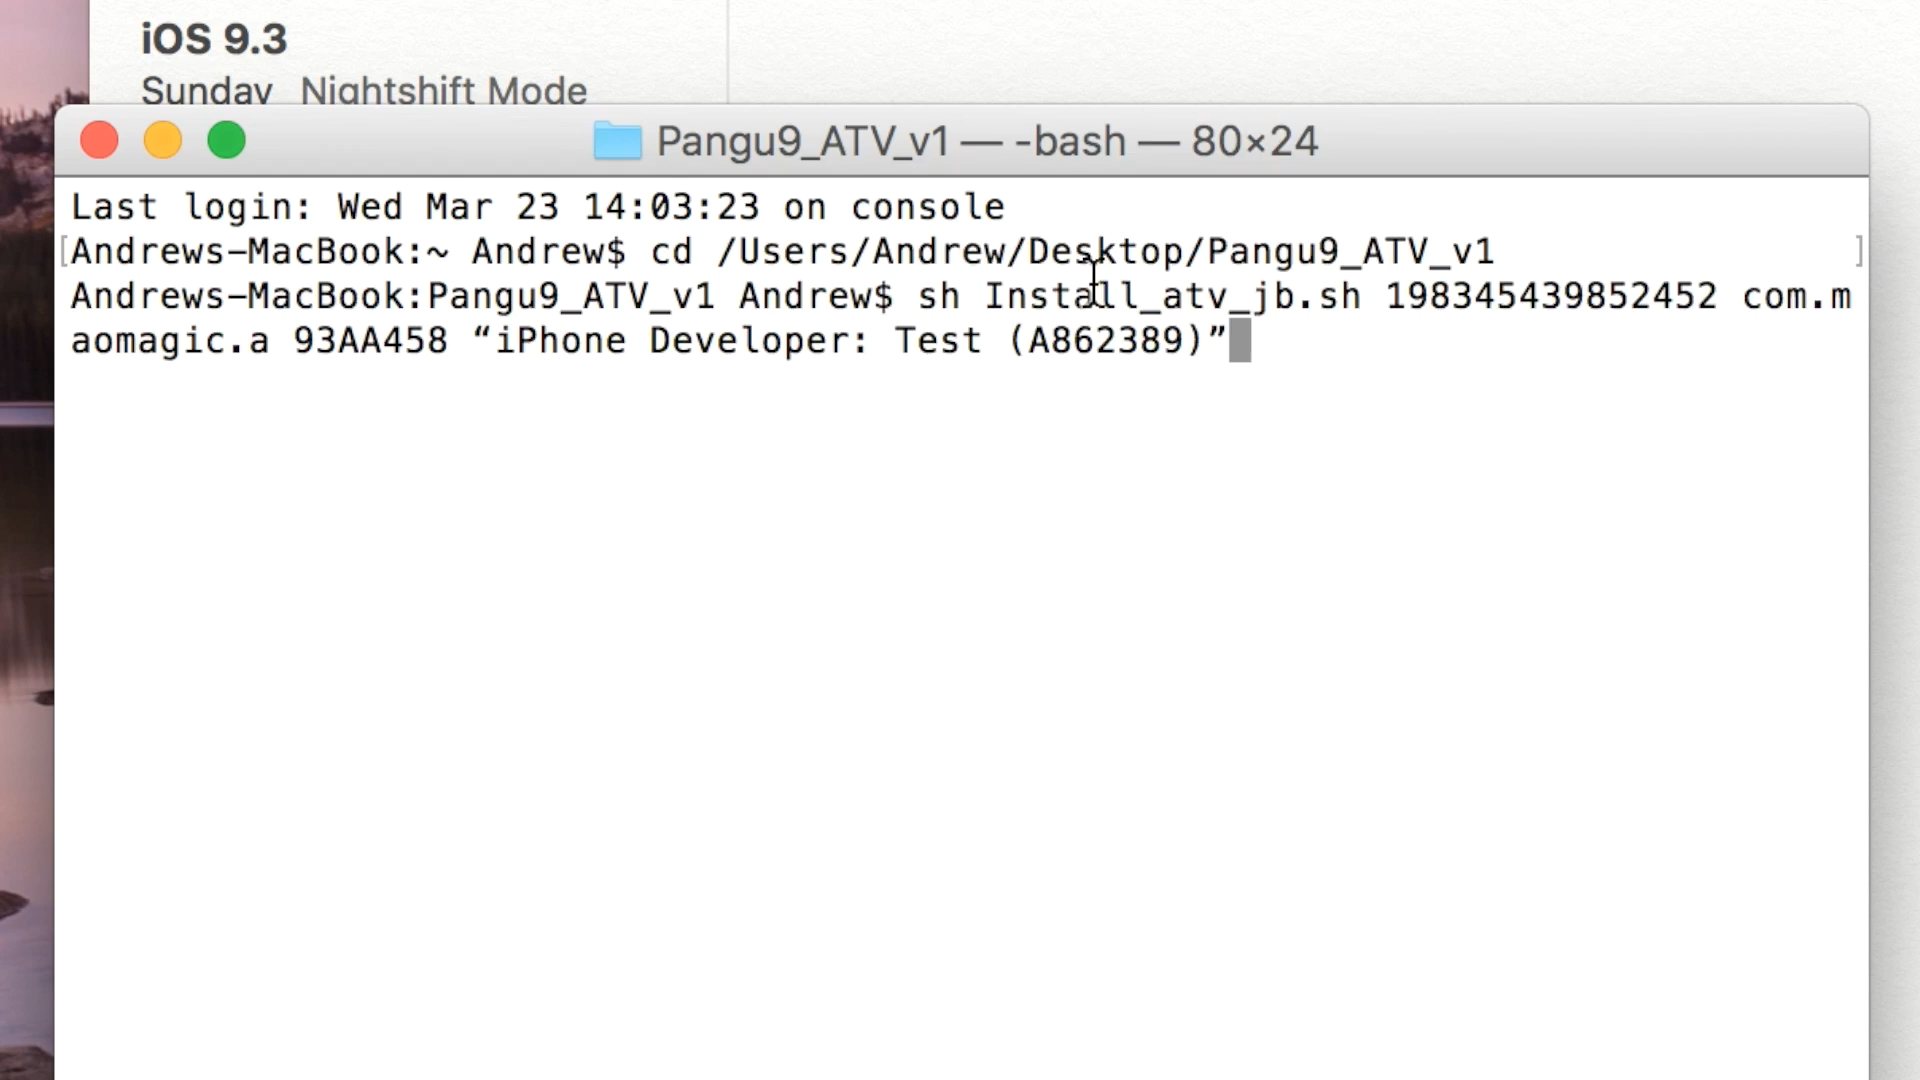 iOS 9.3
Sunday Nightshift Mode
Pangu9_ATV_v1 — -bash — 80×24
Last login: Wed Mar 23 14:03:23 on console
[Andrews-MacBook:~ Andrew$ cd /Users/Andrew/Desktop/Pangu9_ATV_v1 ]
Andrews-MacBook:Pangu9_ATV_v1 Andrew$ sh Install_atv_jb.sh 198345439852452 com.m
aomagic.a 93AA458 “iPhone Developer: Test (A862389)”